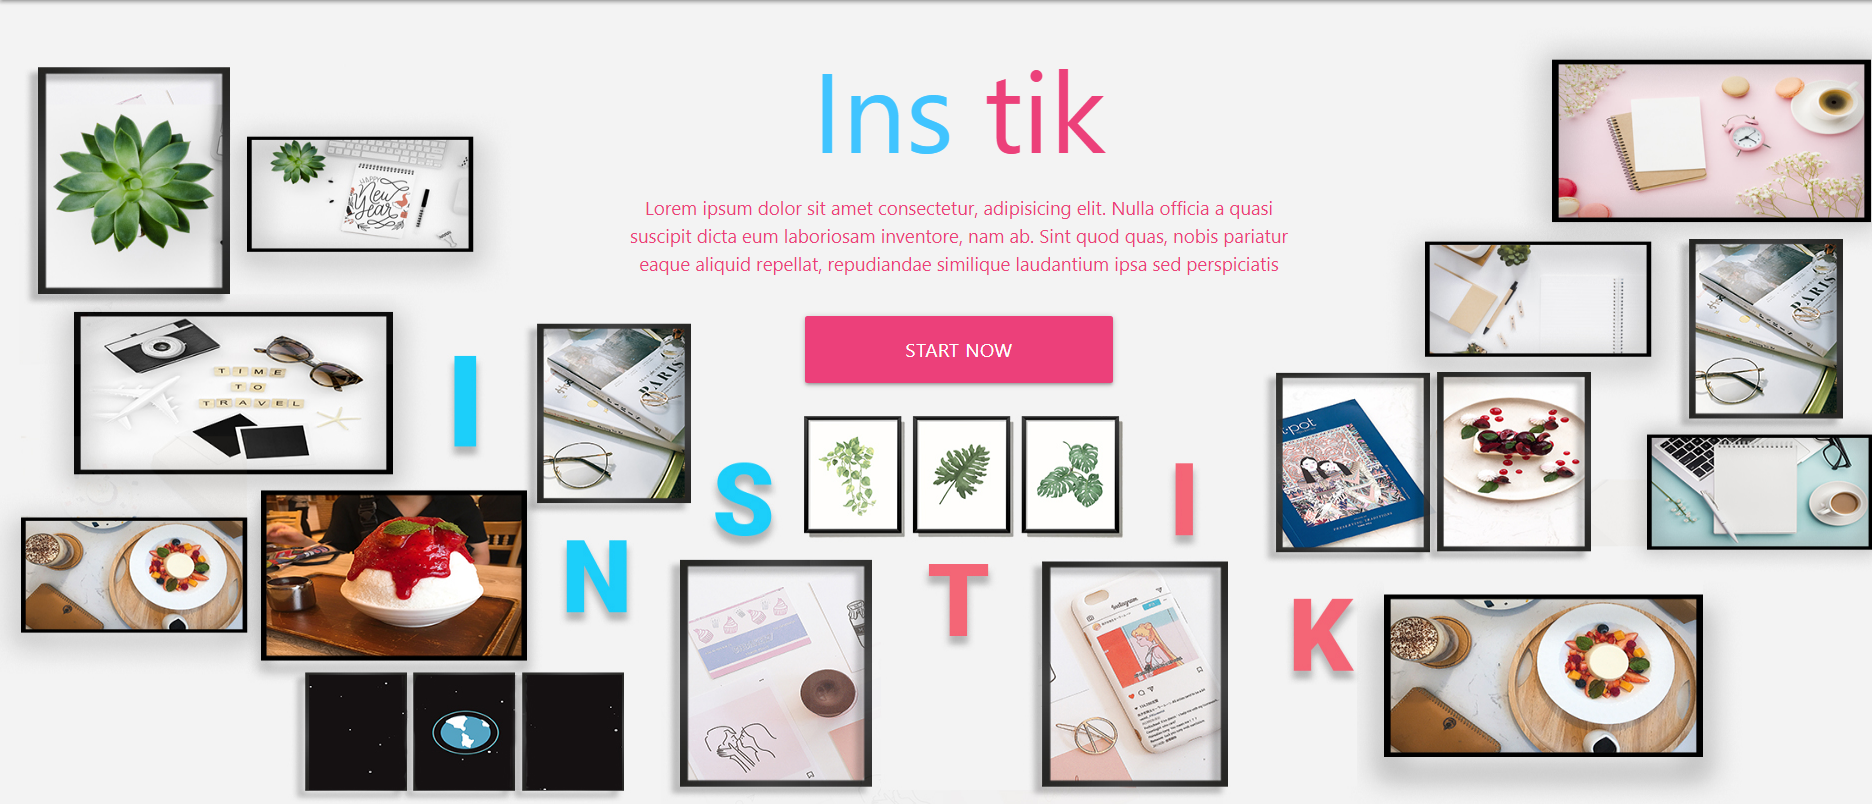 Ins tik
Lorem ipsum dolor sit amet consectetur, adipisicing elit. Nulla officia a quasi
suscipit dicta eum laboriosam inventore, nam ab. Sint quod quas, nobis pariatur
eaque aliquid repellat, repudiandae similique laudantium ipsa sed perspiciatis
START NOW
HAPPY
New
Year
TIME
TO
TRAVEL
I
N
S
T
I
K
PARIS
PARIS
Instagram